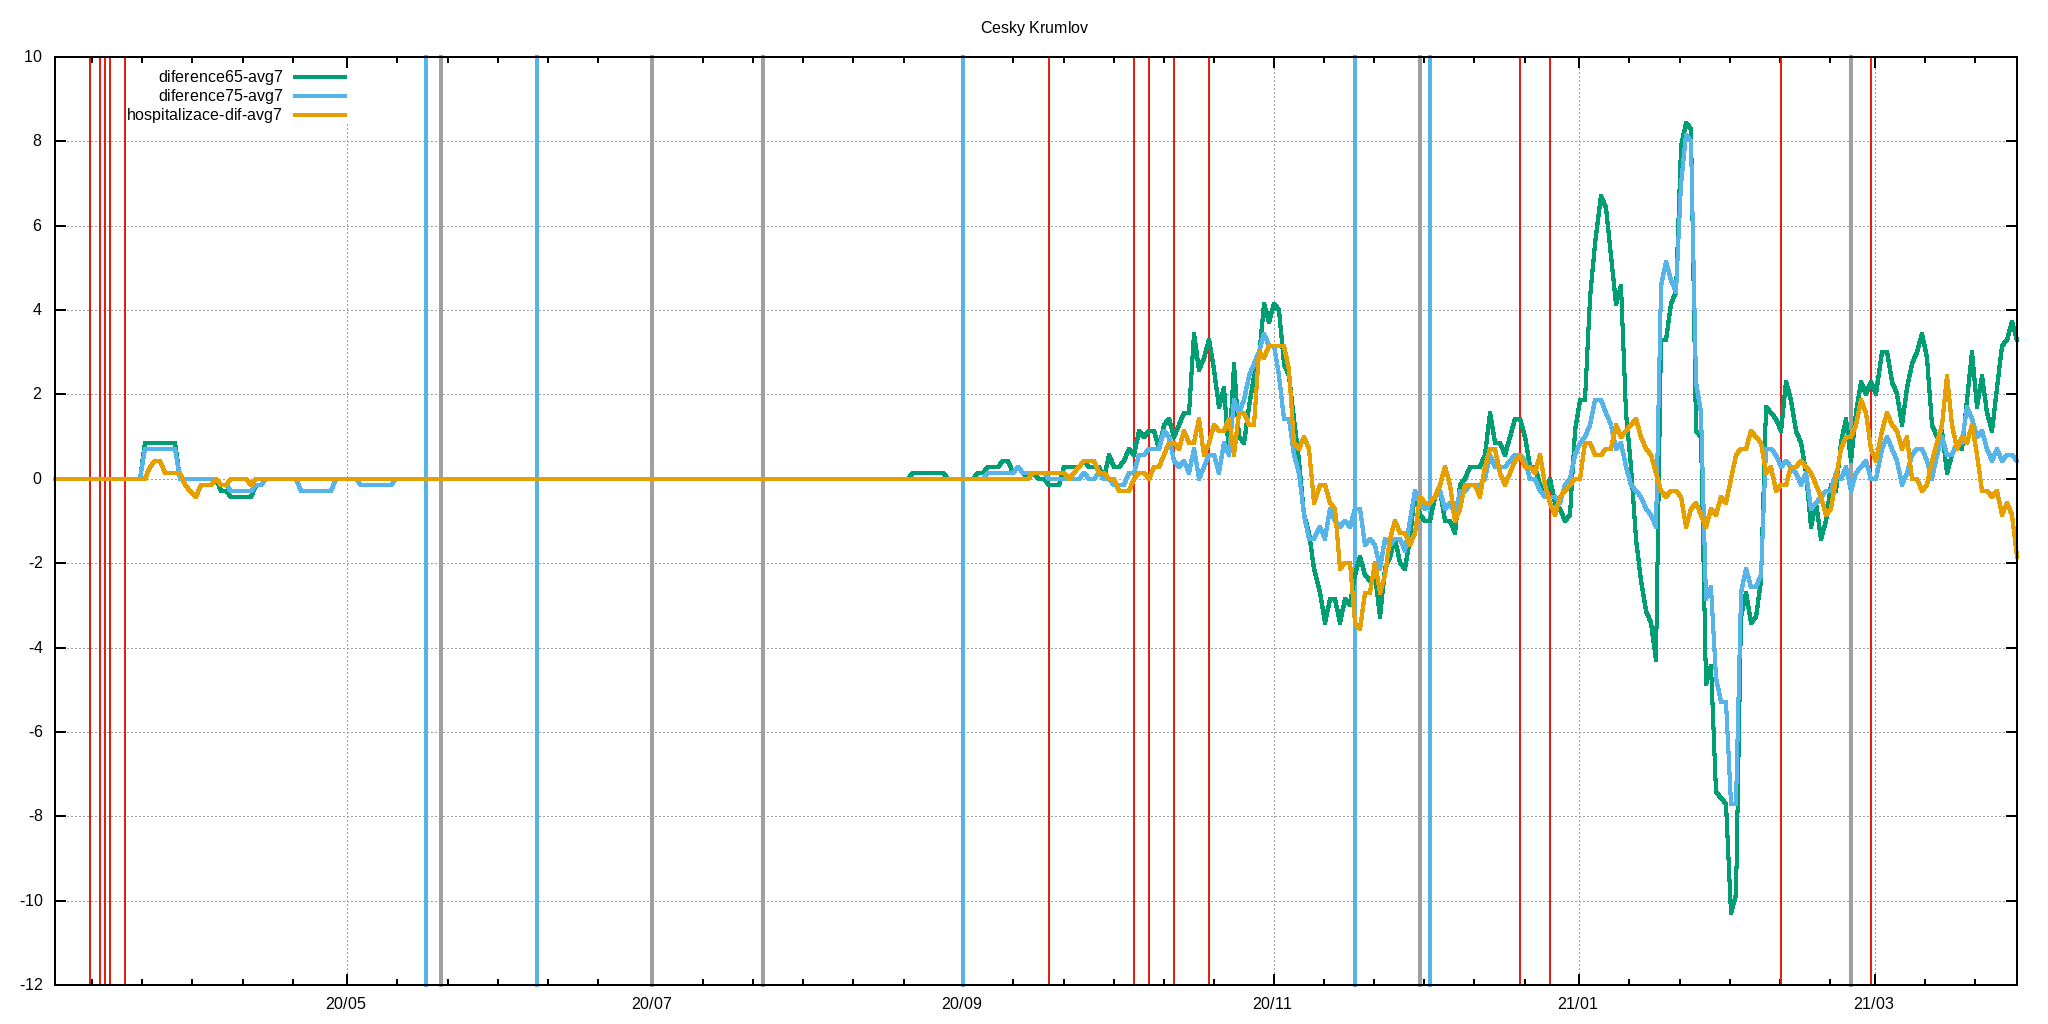 Cesky Krumlov
10
diference65-avg7
diference75-avg7
hospitalizace-dif-avg7
8
6
4
2
0
-2
-4
-6
-8
-10
-12
20/05 20/07 20/09 20/11 21/01 21/03